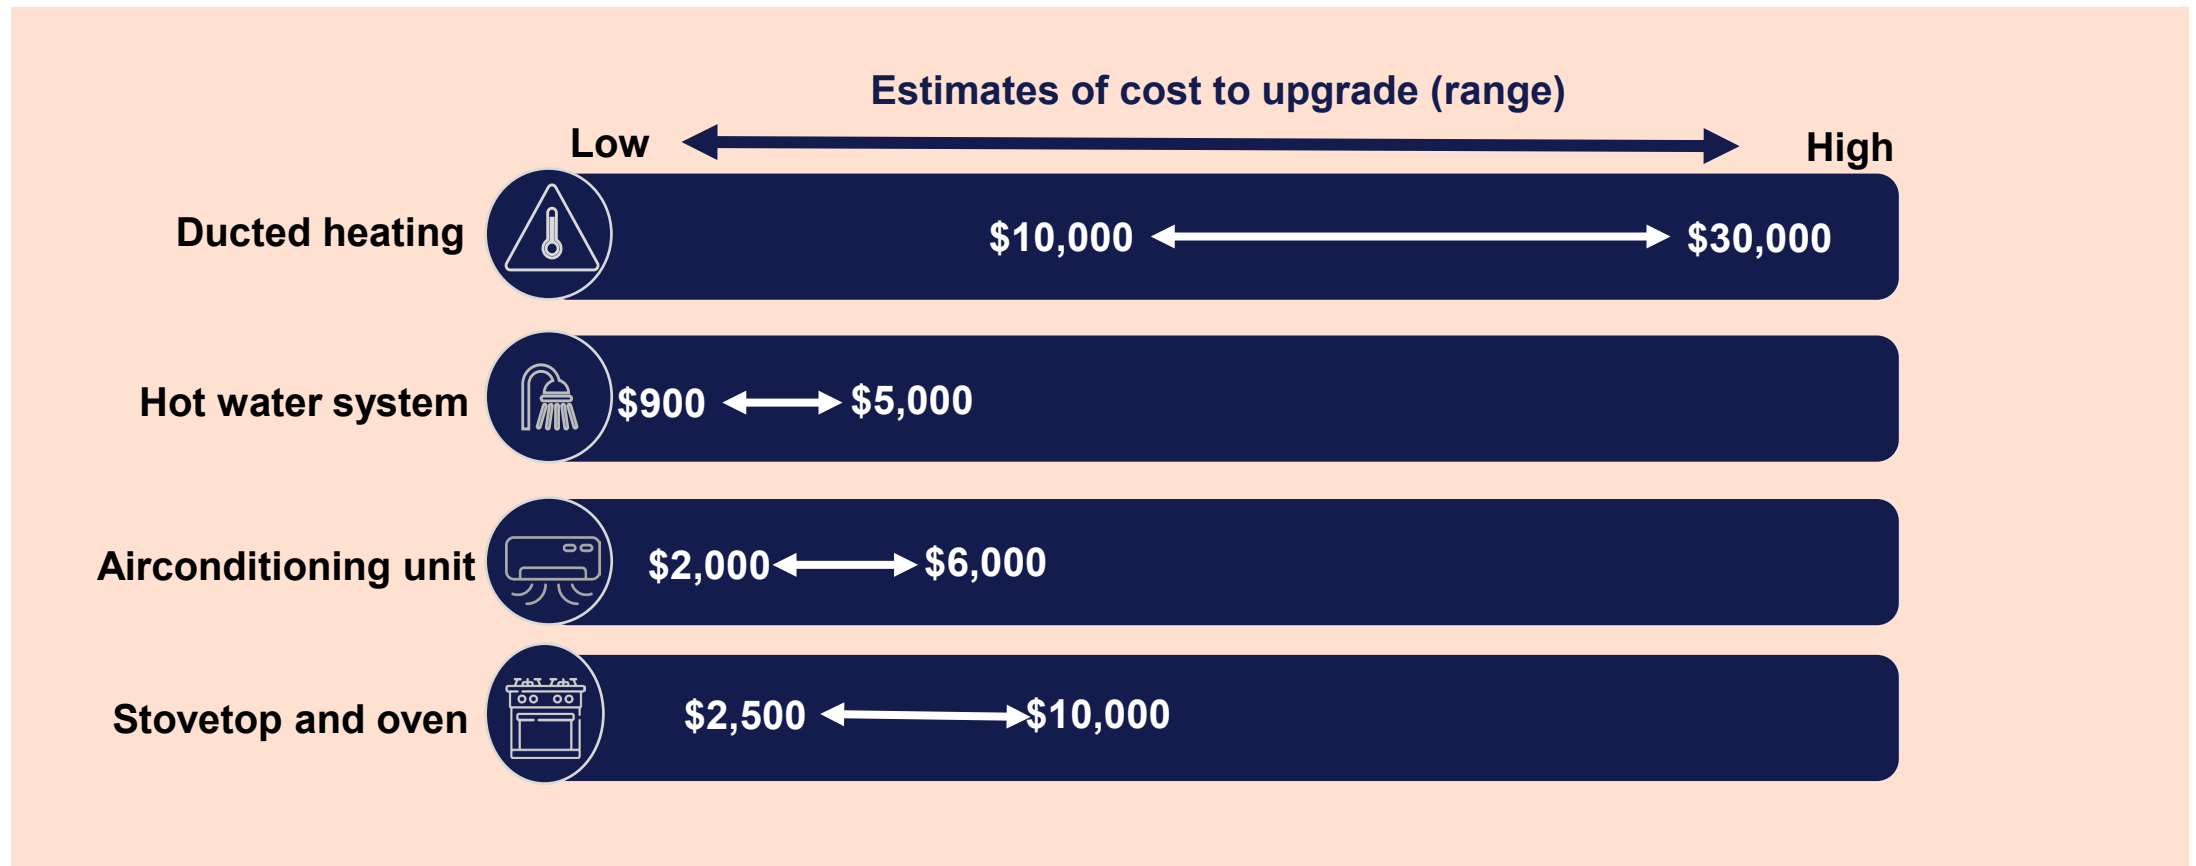 Estimates of cost to upgrade (range)
Low High
Ducted heating $10,000 $30,000
Hot water system $900 $5,000
Airconditioning unit $2,000 $6,000
Stovetop and oven $2,500 $10,000